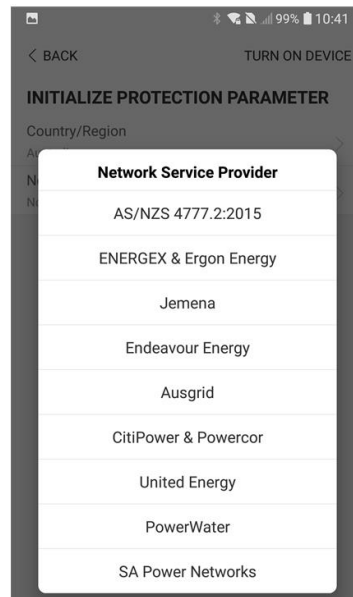 99% 10:41
BACK TURN ON DEVICE
INITIALIZE PROTECTION PARAMETER
Country/Region
Network Service Provider
AS/NZS 4777.2:2015
ENERGEX & Ergon Energy
Jemena
Endeavour Energy
Ausgrid
CitiPower & Powercor
United Energy
PowerWater
SA Power Networks